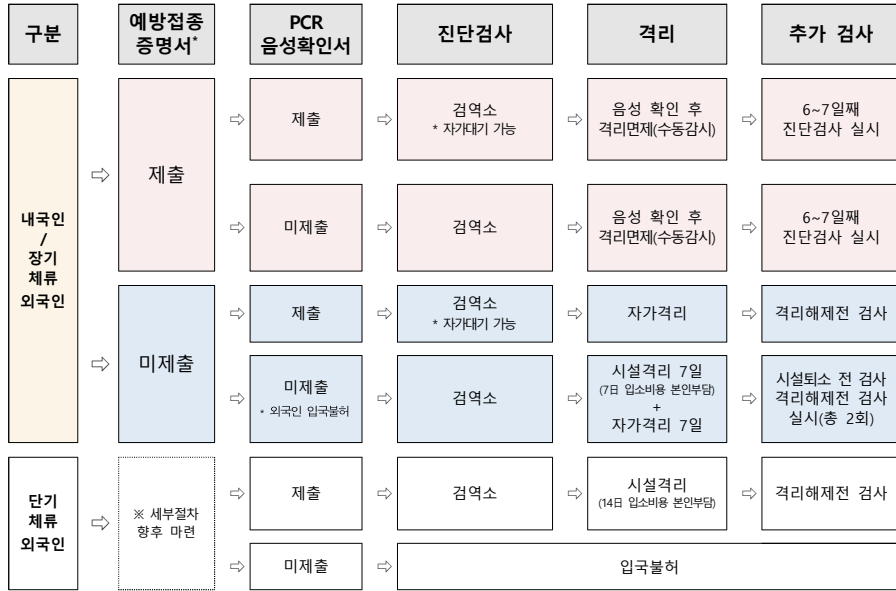 구분
예방접종
증명서*
PCR
음성확인서
진단검사
격리
추가 검사
내국인
/
장기
체류
외국인
제출
제출
검역소
* 자가대기 가능
음성 확인 후
격리면제(수동감시)
6~7일째
진단검사 실시
미제출
검역소
음성 확인 후
격리면제(수동감시)
6~7일째
진단검사 실시
미제출
제출
검역소
* 자가대기 가능
자가격리
격리해제전 검사
미제출
* 외국인 입국불허
검역소
시설격리 7일
(7日 입소비용 본인부담)
+
자가격리 7일
시설퇴소 전 검사
격리해제전 검사
실시(총 2회)
단기
체류
외국인
※ 세부절차
향후 마련
제출
검역소
시설격리
(14日 입소비용 본인부담)
격리해제전 검사
미제출
입국불허